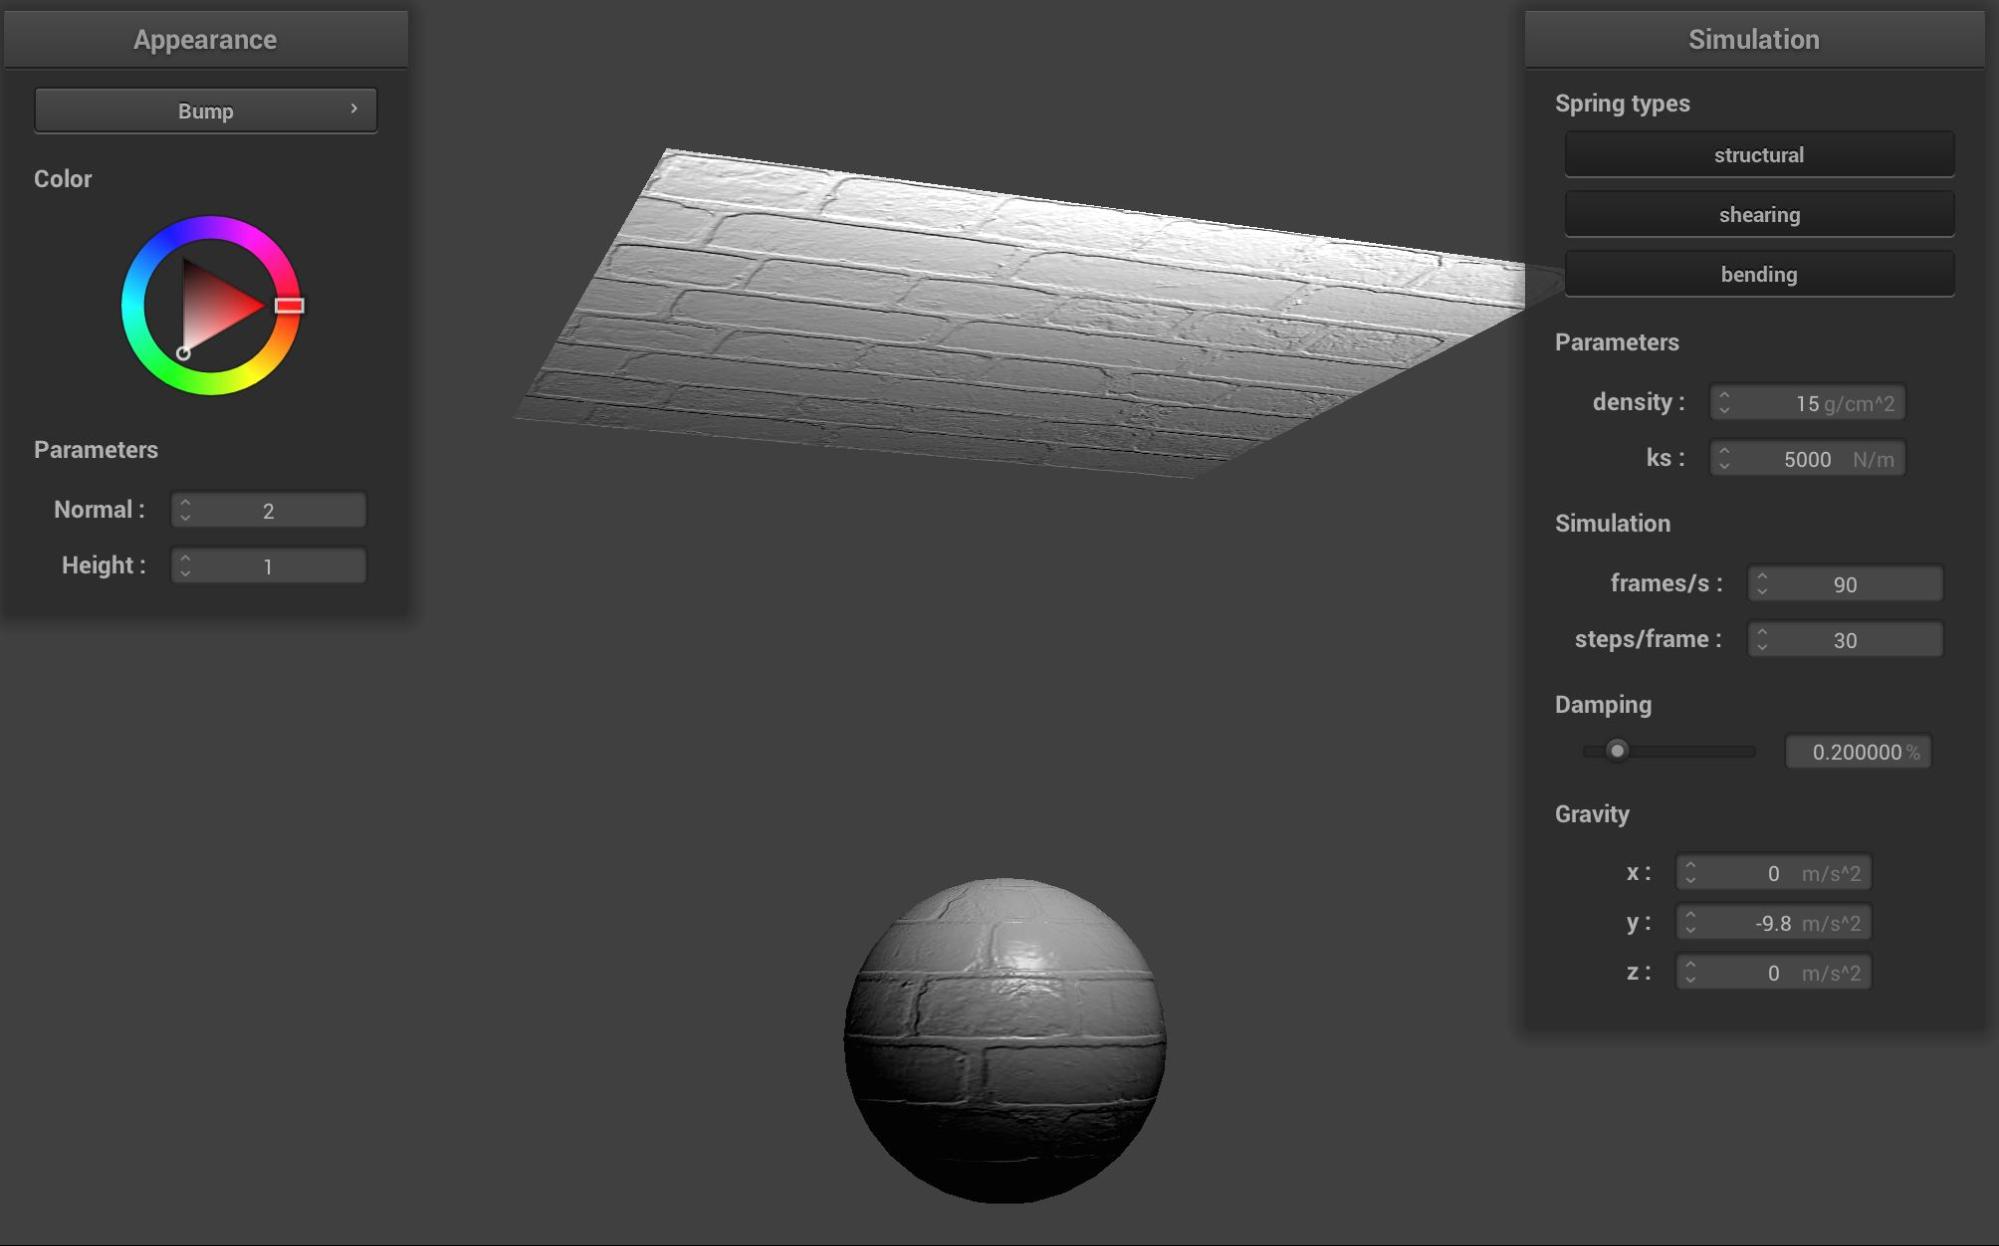 Appearance
Bump
Color
Parameters
Normal : 2
Height : 1
Simulation
Spring types
structural
shearing
bending
Parameters
density : 15 g/cm^2
ks : 5000 N/m
Simulation
frames/s : 90
steps/frame : 30
Damping
0.200000 %
Gravity
x : 0 m/s^2
y : -9.8 m/s^2
z : 0 m/s^2